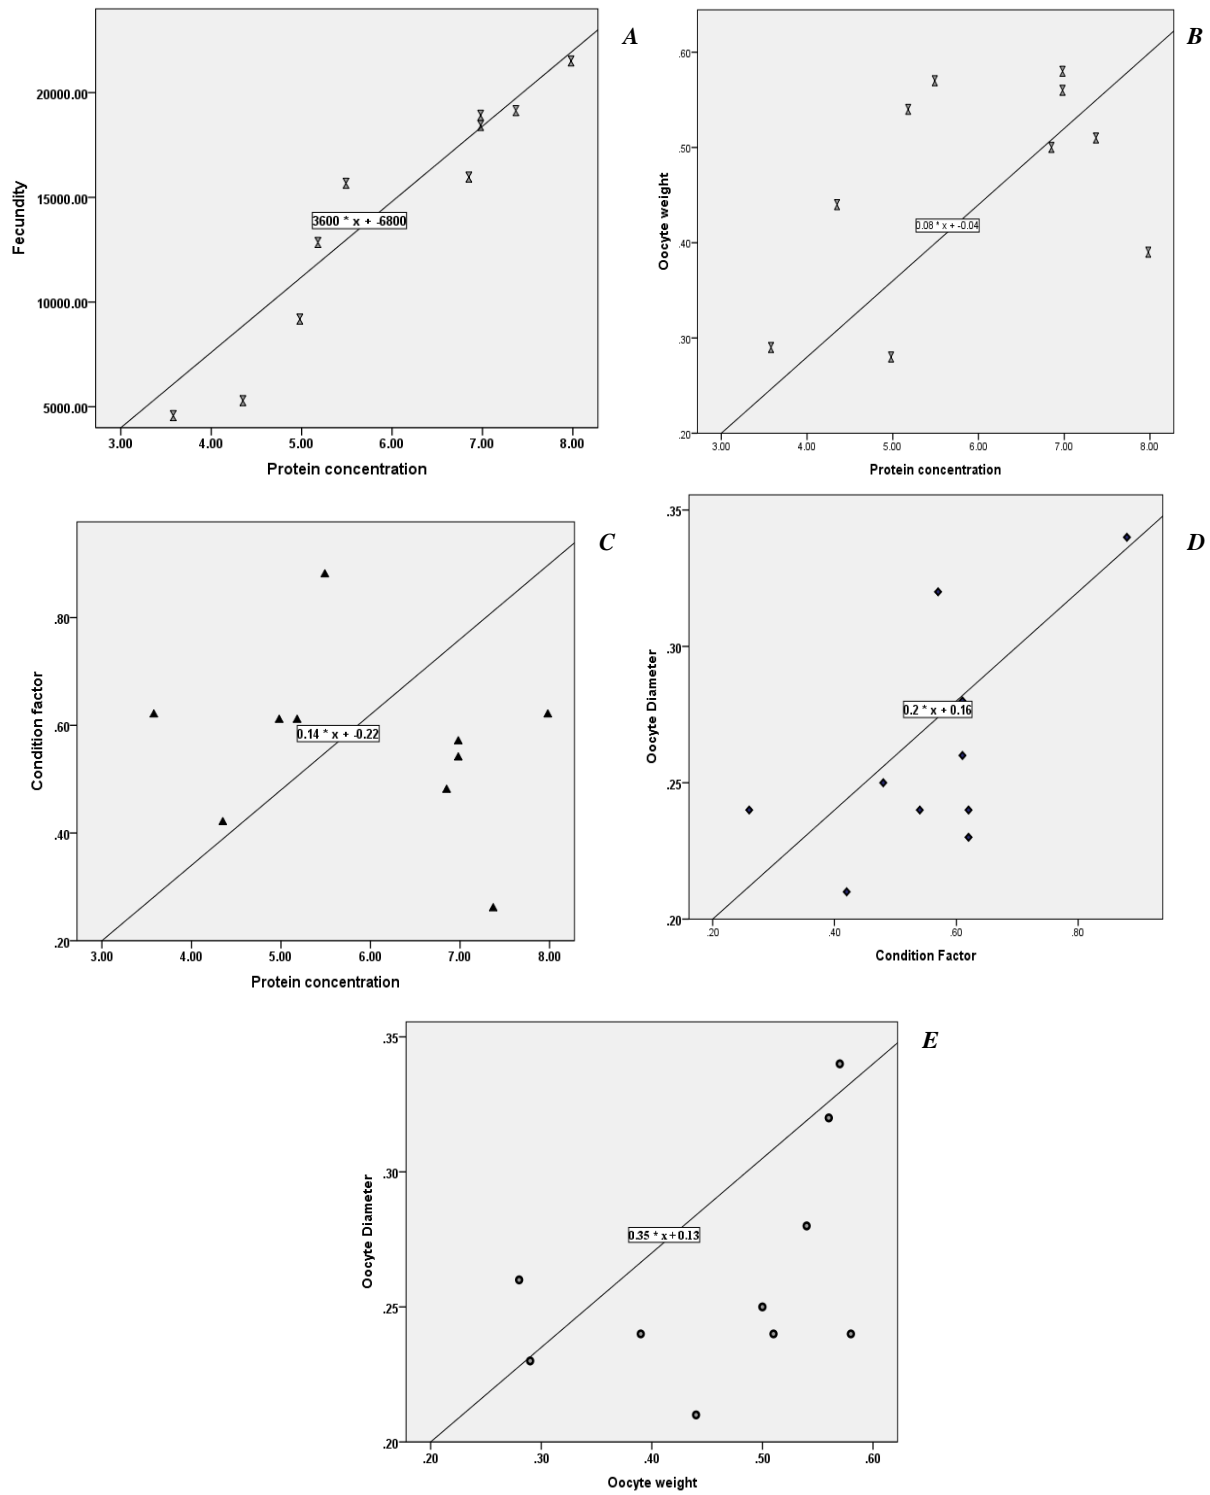 A
20000.00
15000.00
10000.00
5000.00
Fecundity
3600 * x + -6800
3.00 4.00 5.00 6.00 7.00 8.00
Protein concentration
B
.60
.50
.40
.30
.20
Oocyte weight
0.08 * x + -0.04
3.00 4.00 5.00 6.00 7.00 8.00
Protein concentration
C
.80
.60
.40
.20
Condition factor
0.14 * x + -0.22
3.00 4.00 5.00 6.00 7.00 8.00
Protein concentration
D
.35
.30
.25
.20
Oocyte Diameter
0.2 * x + 0.16
.20 .40 .60 .80
Condition Factor
E
.35
.30
.25
.20
Oocyte Diameter
0.35 * x + 0.13
.20 .30 .40 .50 .60
Oocyte weight